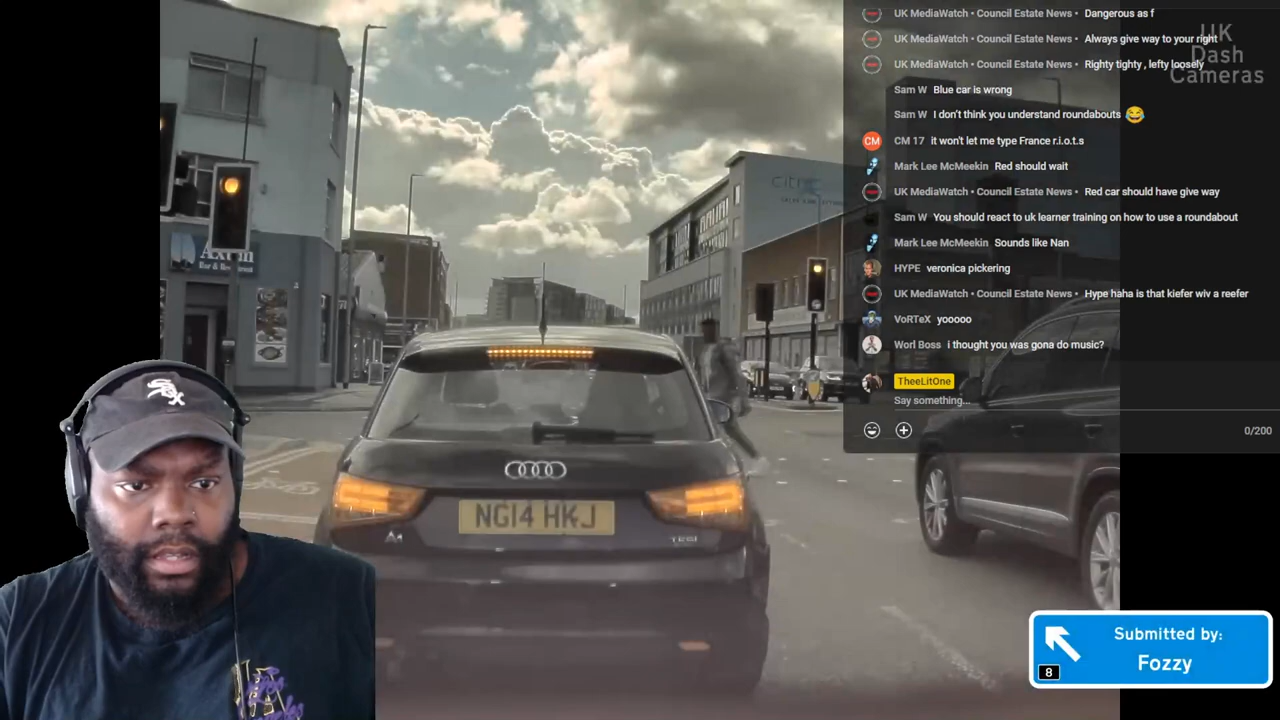 UK MediaWatch • Council Estate News • Dangerous as f
UK MediaWatch • Council Estate News • Always give way to your right
UK MediaWatch • Council Estate News • Righty tighty , lefty loosely
UK
Dash
Cameras
Sam W Blue car is wrong
Sam W I don't think you understand roundabouts 😂
CM CM 17 it won't let me type France r.i.o.t.s
Mark Lee McMeekin Red should wait
UK MediaWatch • Council Estate News • Red car should have give way
Sam W You should react to uk learner training on how to use a roundabout
Mark Lee McMeekin Sounds like Nan
HYPE veronica pickering
UK MediaWatch • Council Estate News • Hype haha is that kiefer wiv a reefer
VoRTeX yooooo
Worl Boss i thought you was gona do music?
TheeLitOne
Say something...
0/200
Axum
NG14 HKJ
A1
TFSI
Submitted by:
Fozzy
8